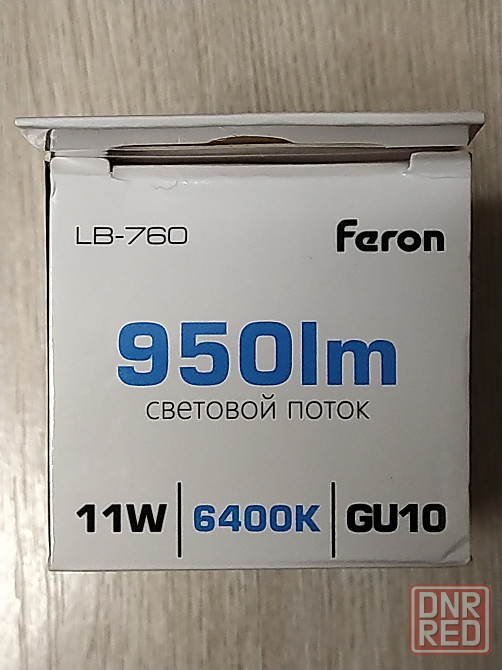 LB-760 Feron
950lm
СВЕТОВОЙ ПОТОК
11W 6400K GU10
DNR
RED